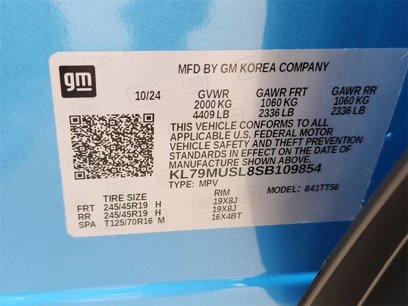 gm
MFD BY GM KOREA COMPANY
10/24 GVWR GAWR FRT GAWR RR
2000 KG 1060 KG 1060 KG
4409 LB 2336 LB 2336 LB
THIS VEHICLE CONFORMS TO ALL
APPLICABLE U.S. FEDERAL MOTOR
VEHICLE SAFETY AND THEFT PREVENTION
STANDARDS IN EFFECT ON THE DATE OF
MANUFACTURE SHOWN ABOVE.
KL79MUSL8SB109854
TYPE: MPV MODEL: 841TT56
TIRE SIZE RIM
FRT 245/45R19 H 19X8J
RR 245/45R19 H 19X8J
SPA T125/70R16 M 16X4BT